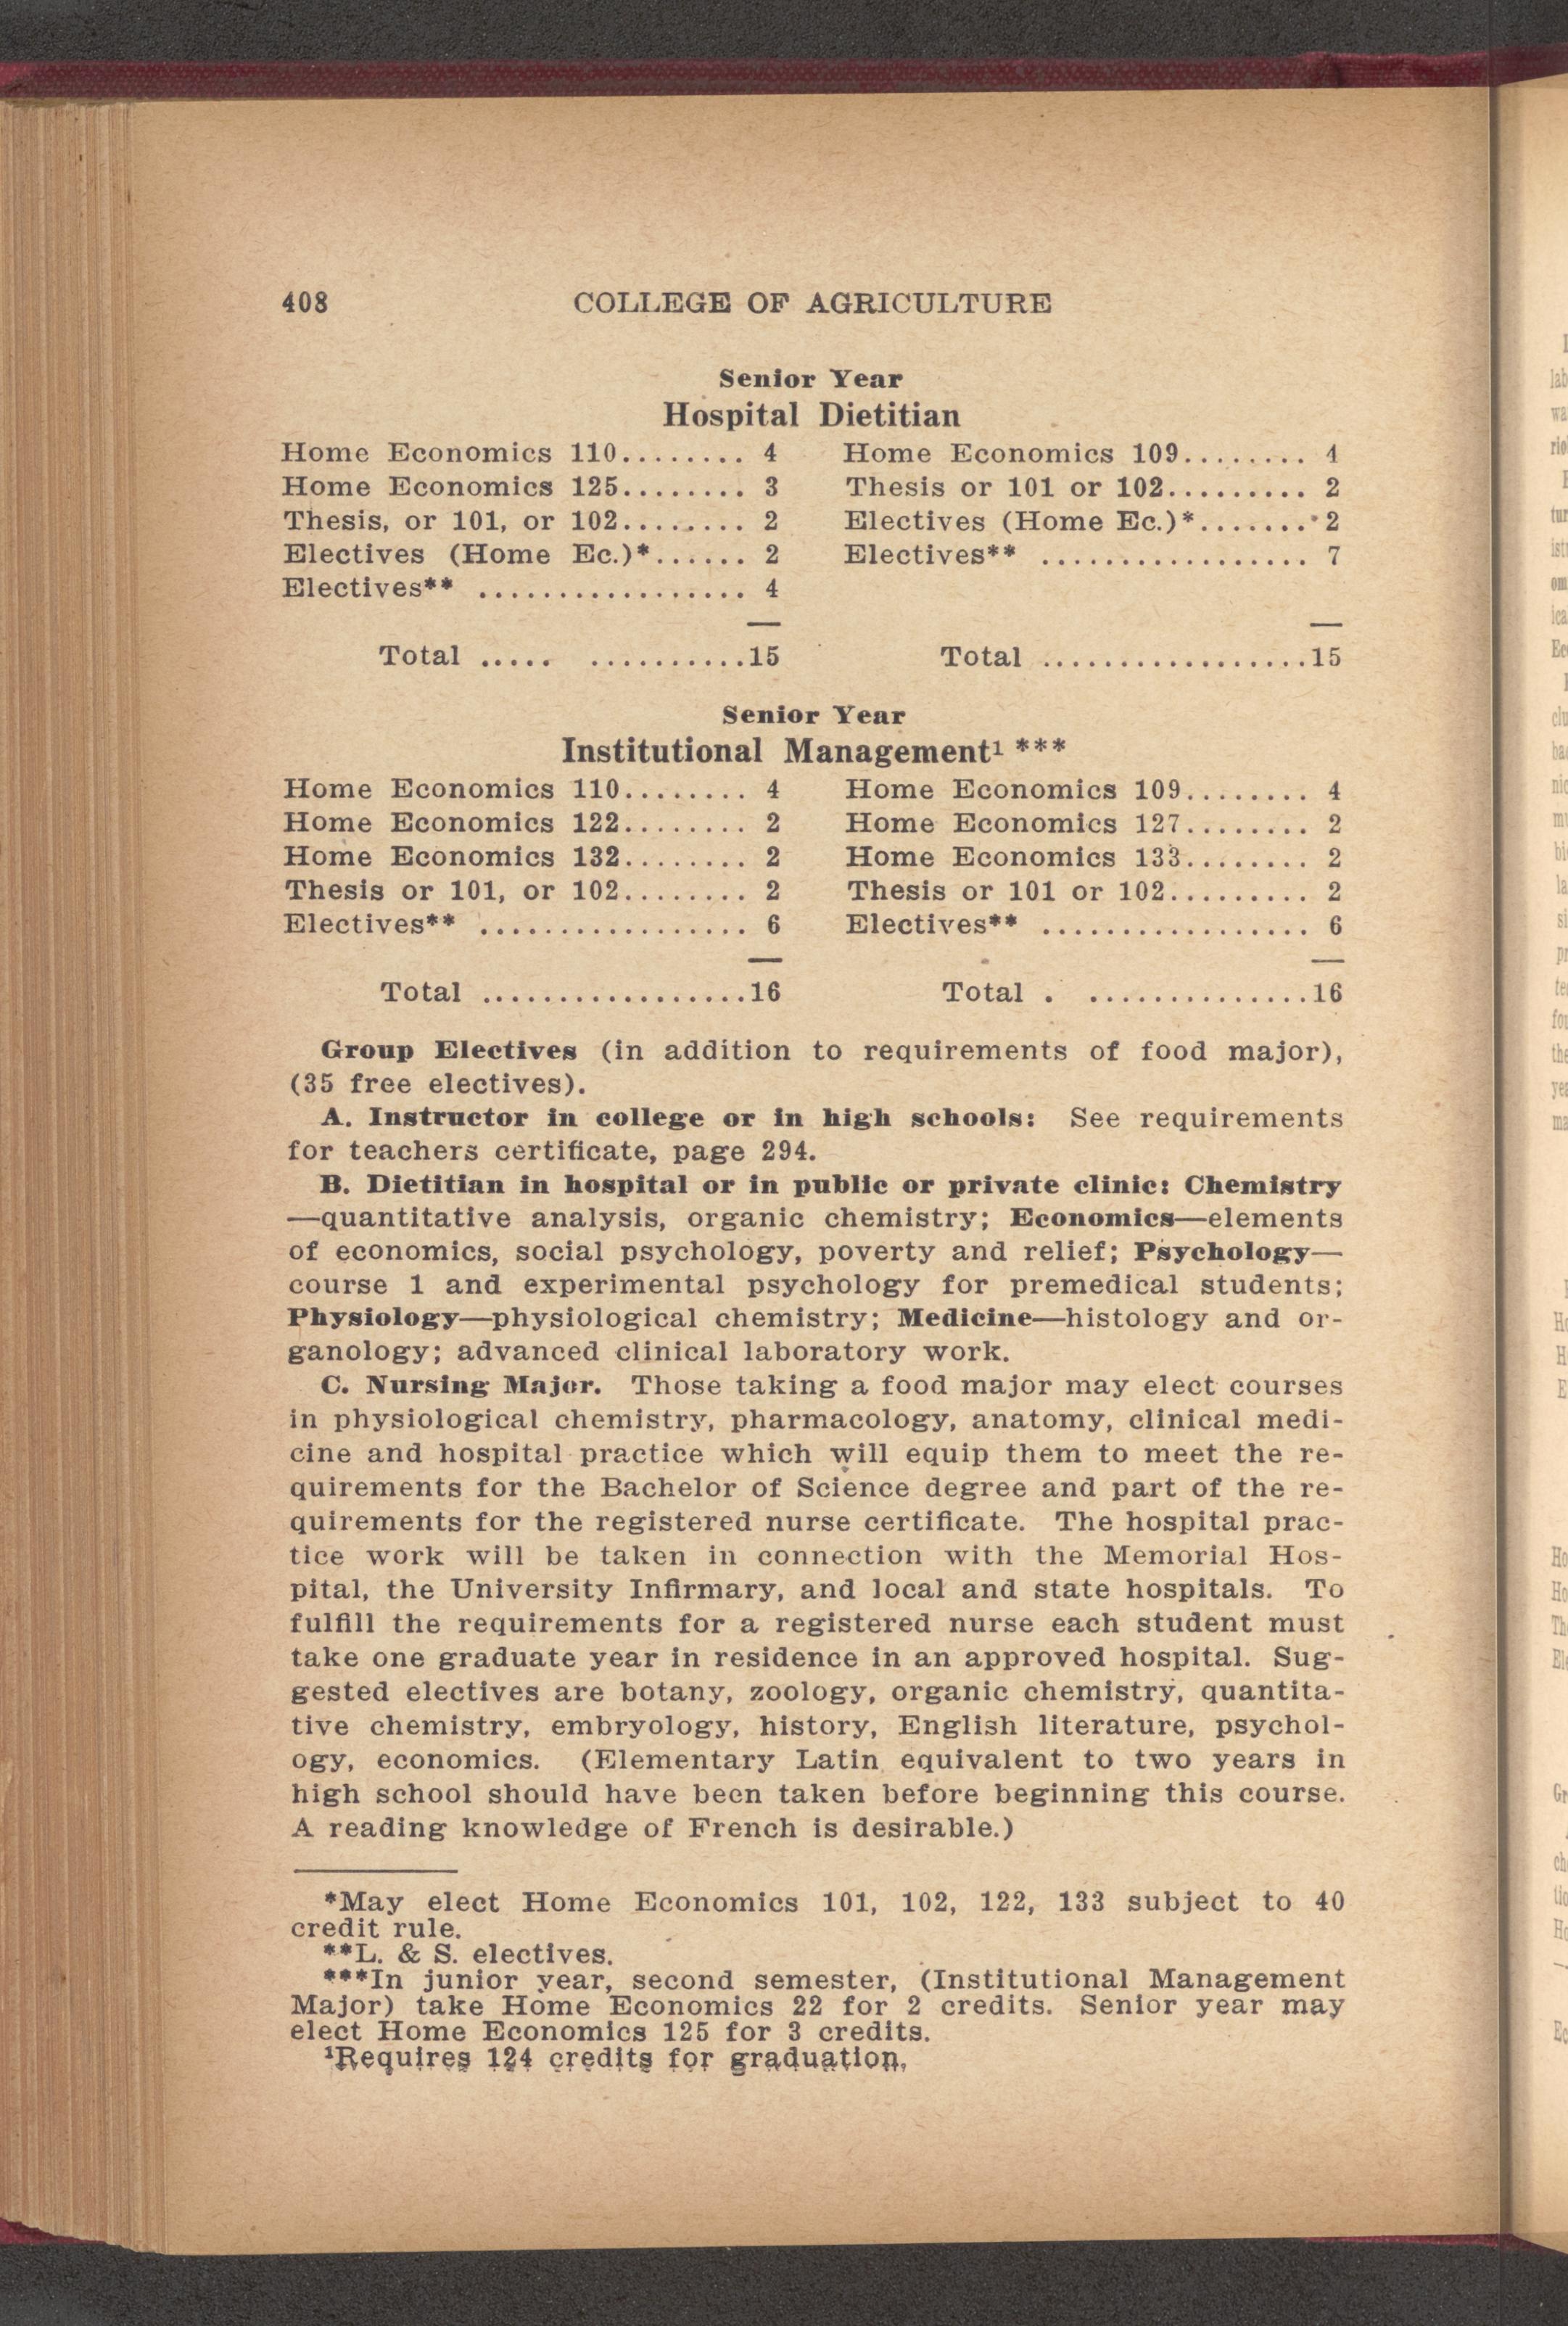 408 COLLEGE OF AGRICULTURE
Senior Year
Hospital Dietitian
Home Economics 110........ 4
Home Economics 125........ 3
Thesis, or 101, or 102........ 2
Electives (Home Ec.)*...... 2
Electives** ................. 4
Total ..... ..........15
Home Economics 109........ 4
Thesis or 101 or 102......... 2
Electives (Home Ec.)*....... 2
Electives** ................. 7
Total .................15
Senior Year
Institutional Management¹ ***
Home Economics 110........ 4
Home Economics 122........ 2
Home Economics 132........ 2
Thesis or 101, or 102........ 2
Electives** ................. 6
Total .................16
Home Economics 109........ 4
Home Economics 127........ 2
Home Economics 133........ 2
Thesis or 101 or 102......... 2
Electives** ................. 6
Total . ..............16
Group Electives (in addition to requirements of food major),
(35 free electives).
A. Instructor in college or in high schools: See requirements
for teachers certificate, page 294.
B. Dietitian in hospital or in public or private clinic: Chemistry
—quantitative analysis, organic chemistry; Economics—elements
of economics, social psychology, poverty and relief; Psychology—
course 1 and experimental psychology for premedical students;
Physiology—physiological chemistry; Medicine—histology and or-
ganology; advanced clinical laboratory work.
C. Nursing Major. Those taking a food major may elect courses
in physiological chemistry, pharmacology, anatomy, clinical medi-
cine and hospital practice which will equip them to meet the re-
quirements for the Bachelor of Science degree and part of the re-
quirements for the registered nurse certificate. The hospital prac-
tice work will be taken in connection with the Memorial Hos-
pital, the University Infirmary, and local and state hospitals. To
fulfill the requirements for a registered nurse each student must
take one graduate year in residence in an approved hospital. Sug-
gested electives are botany, zoology, organic chemistry, quantita-
tive chemistry, embryology, history, English literature, psychol-
ogy, economics. (Elementary Latin equivalent to two years in
high school should have been taken before beginning this course.
A reading knowledge of French is desirable.)
*May elect Home Economics 101, 102, 122, 133 subject to 40
credit rule.
**L. & S. electives.
***In junior year, second semester, (Institutional Management
Major) take Home Economics 22 for 2 credits. Senior year may
elect Home Economics 125 for 3 credits.
¹Requires 124 credits for graduation.